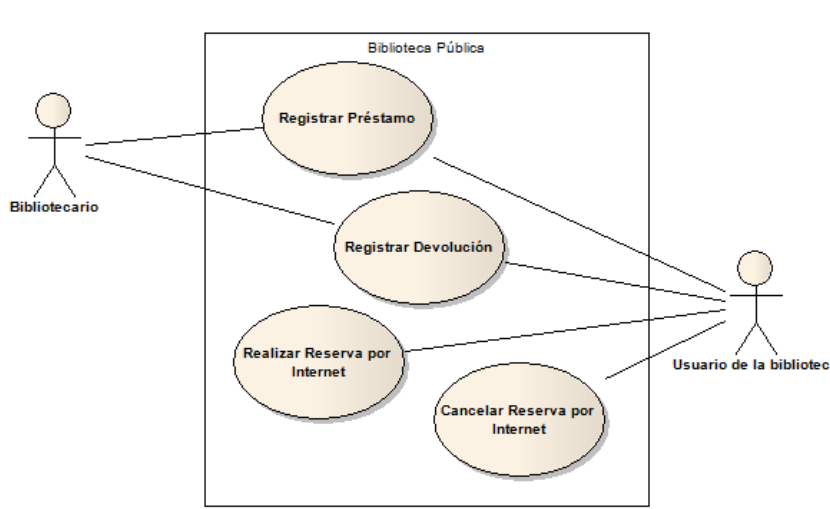 Biblioteca Pública
Registrar Préstamo
Bibliotecario
Registrar Devolución
Realizar Reserva por
Internet
Usuario de la bibliotec
Cancelar Reserva por
Internet